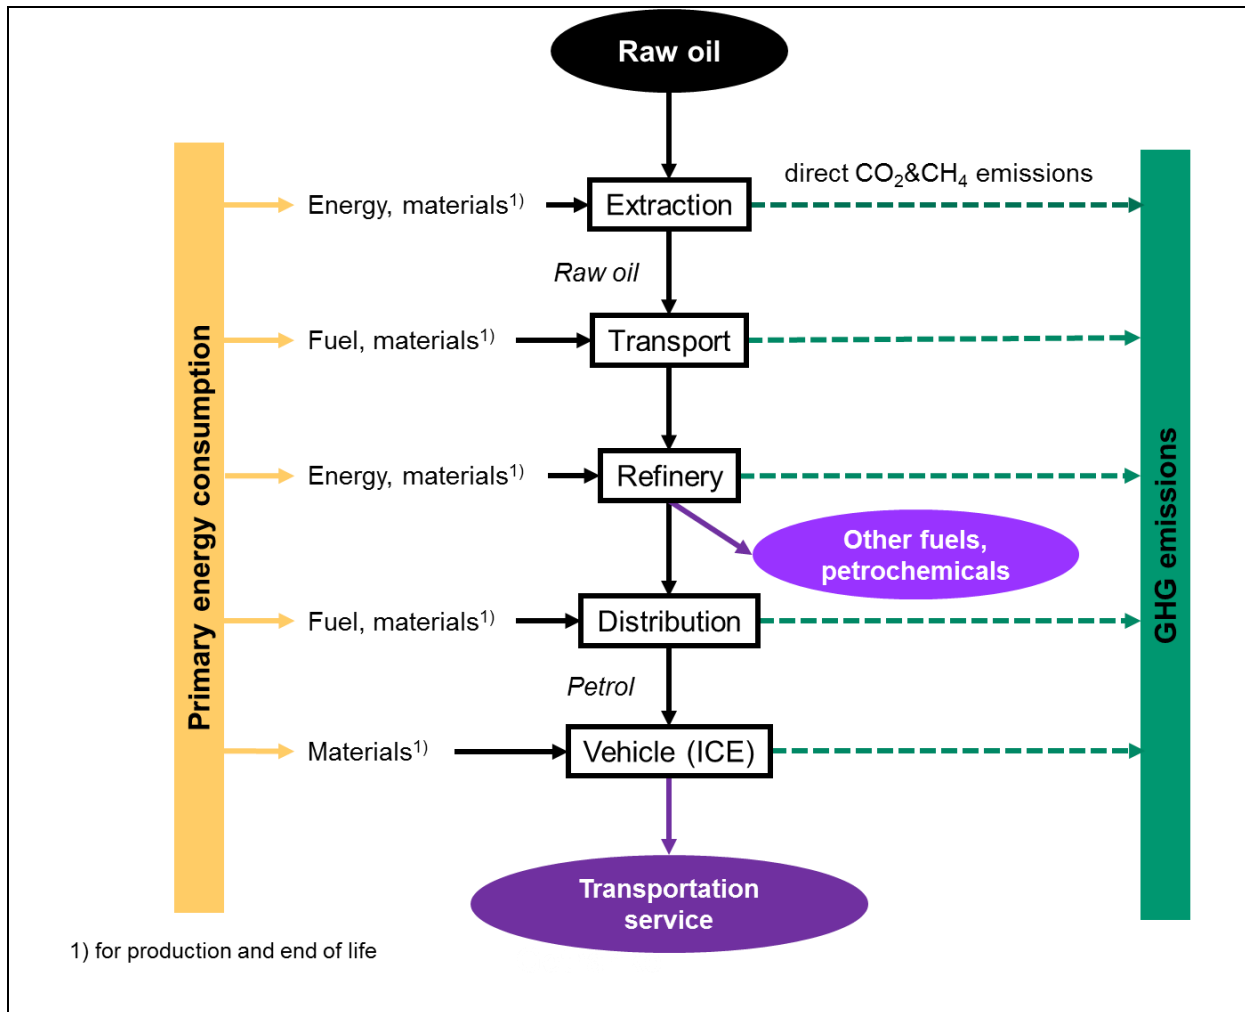 Raw oil
direct CO₂&CH₄ emissions
Energy, materials¹⁾
Extraction
Raw oil
Fuel, materials¹⁾
Transport
Primary energy consumption
Energy, materials¹⁾
Refinery
GHG emissions
Other fuels,
petrochemicals
Fuel, materials¹⁾
Distribution
Petrol
Materials¹⁾
Vehicle (ICE)
Transportation
service
1) for production and end of life